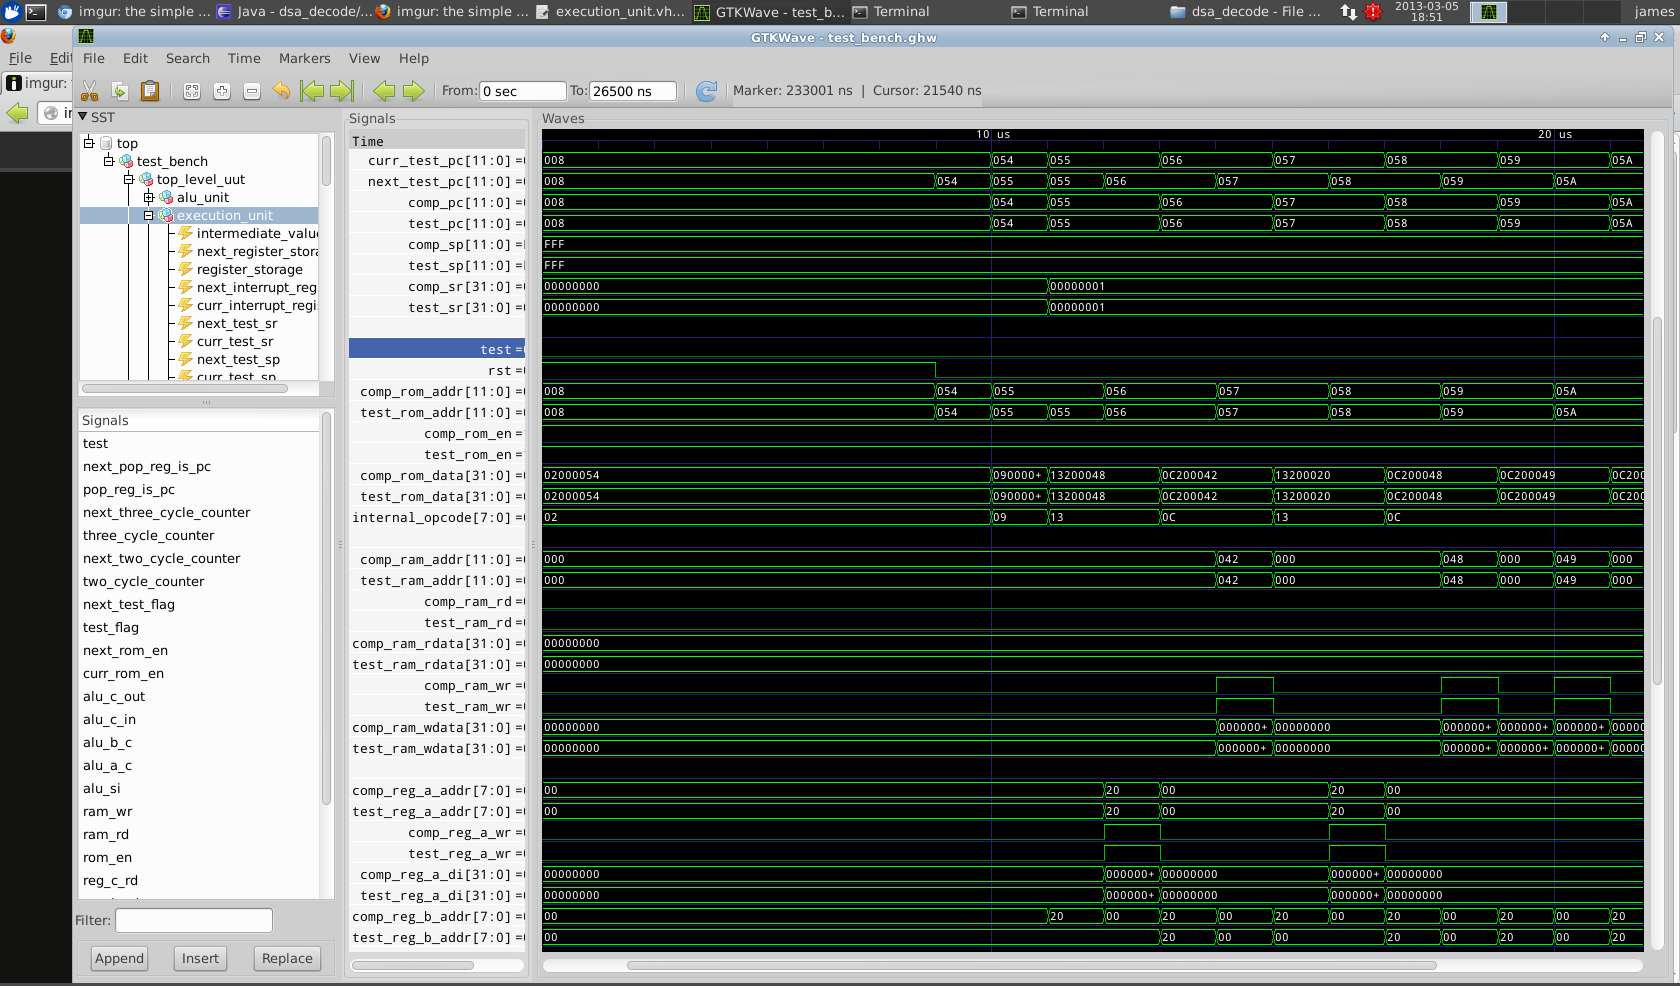 imgur: the simple ... Java - dsa_decode/... imgur: the simple ... execution_unit.vh... GTKWave - test_b... Terminal Terminal dsa_decode - File ... 2013-03-05 james
18:51
GTKWave - test_bench.ghw
File Edit File Edit Search Time Markers View Help
imgur:
From: 0 sec To: 26500 ns Marker: 233001 ns | Cursor: 21540 ns
SST Signals Waves
top
test_bench
top_level_uut
alu_unit
execution_unit
intermediate_valu
next_register_stora
register_storage
next_interrupt_reg
curr_interrupt_regi
next_test_sr
curr_test_sr
next_test_sp
curr_test_sp
Signals
test
next_pop_reg_is_pc
pop_reg_is_pc
next_three_cycle_counter
three_cycle_counter
next_two_cycle_counter
two_cycle_counter
next_test_flag
test_flag
next_rom_en
curr_rom_en
alu_c_out
alu_c_in
alu_b_c
alu_a_c
alu_si
ram_wr
ram_rd
rom_en
reg_c_rd
Filter:
Append Insert Replace
Time 10 us 20 us
curr_test_pc[11:0] = 008 054 055 056 057 058 059 05A
next_test_pc[11:0] = 008 054 055 055 056 057 058 059 05A
comp_pc[11:0] = 008 054 055 056 057 058 059 05A
test_pc[11:0] = 008 054 055 056 057 058 059 05A
comp_sp[11:0] = FFF
test_sp[11:0] = FFF
comp_sr[31:0] = 00000000 00000001
test_sr[31:0] = 00000000 00000001
test =
rst =
comp_rom_addr[11:0] = 008 054 055 056 057 058 059 05A
test_rom_addr[11:0] = 008 054 055 055 056 057 058 059 05A
comp_rom_en =
test_rom_en =
comp_rom_data[31:0] = 02000054 090000+ 13200048 0C200042 13200020 0C200048 0C200049 0C200
test_rom_data[31:0] = 02000054 090000+ 13200048 0C200042 13200020 0C200048 0C200049 0C200
internal_opcode[7:0] = 02 09 13 0C 13 0C
comp_ram_addr[11:0] = 000 042 000 048 000 049 000
test_ram_addr[11:0] = 000 042 000 048 000 049 000
comp_ram_rd =
test_ram_rd =
comp_ram_rdata[31:0] = 00000000
test_ram_rdata[31:0] = 00000000
comp_ram_wr =
test_ram_wr =
comp_ram_wdata[31:0] = 00000000 000000+ 00000000 000000+ 000000+ 000000+ 00000
test_ram_wdata[31:0] = 00000000 000000+ 00000000 000000+ 000000+ 000000+ 00000
comp_reg_a_addr[7:0] = 00 20 00 20 00
test_reg_a_addr[7:0] = 00 20 00 20 00
comp_reg_a_wr =
test_reg_a_wr =
comp_reg_a_di[31:0] = 00000000 000000+ 00000000 000000+ 00000000
test_reg_a_di[31:0] = 00000000 000000+ 00000000 000000+ 00000000
comp_reg_b_addr[7:0] = 00 20 00 20 00 20 00 20 00 20 00 20
test_reg_b_addr[7:0] = 00 20 00 00 20 00 20 00 20